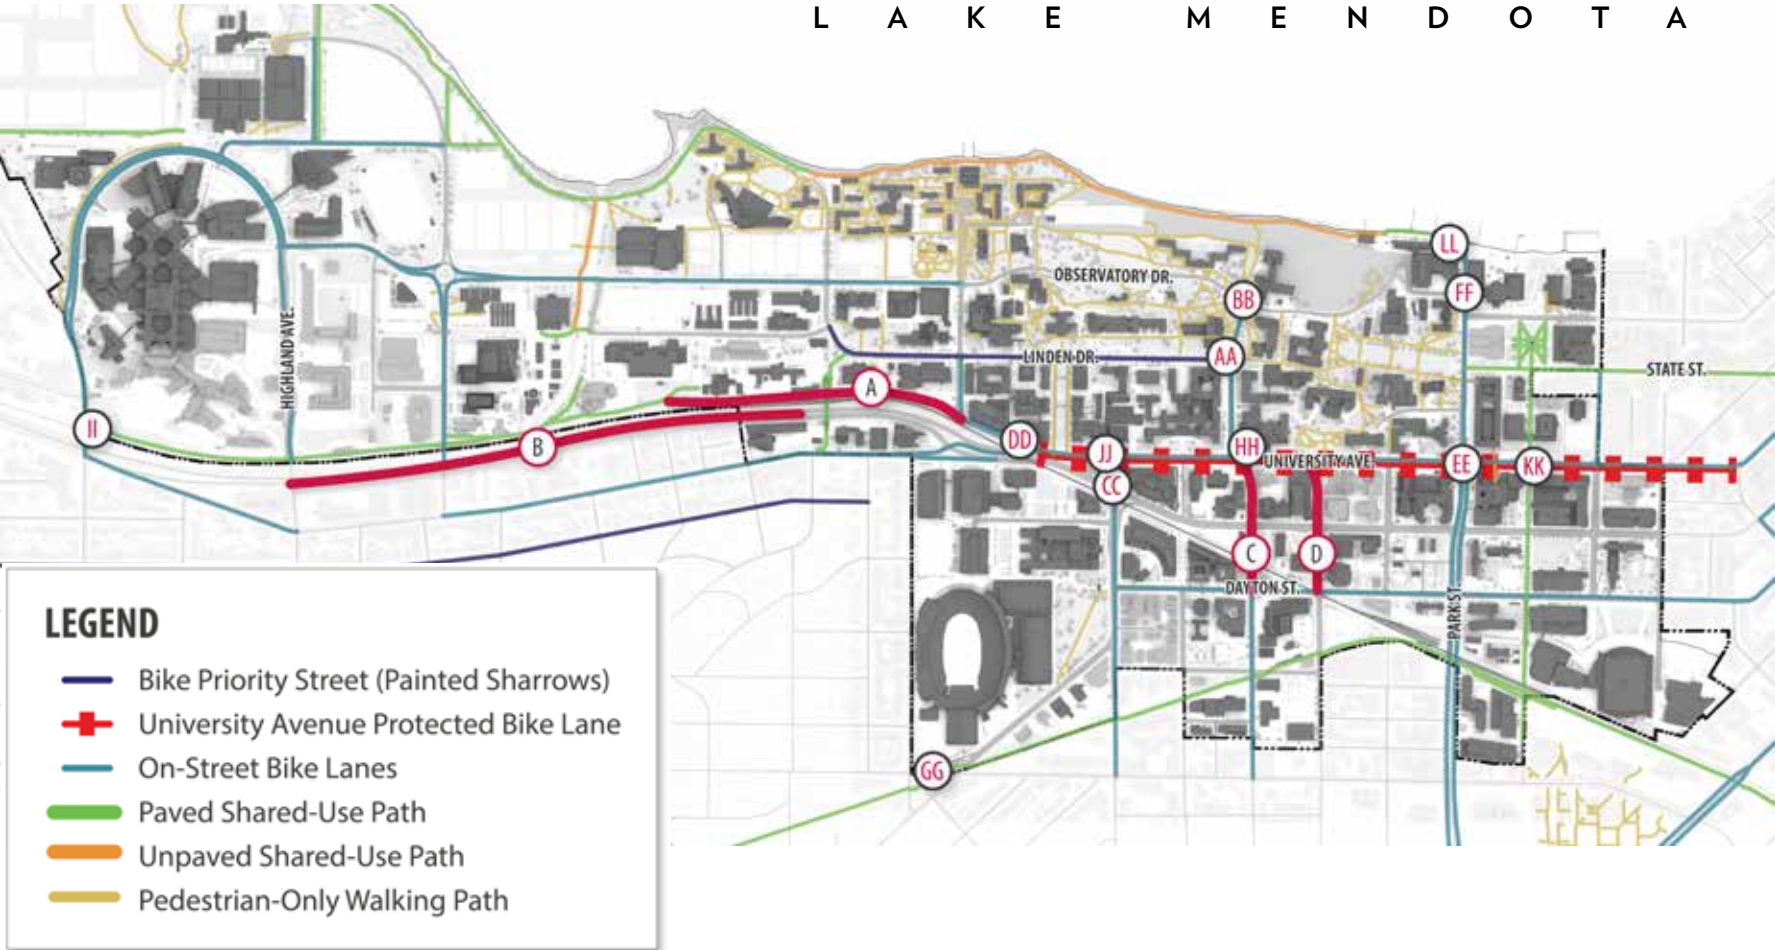 LAKE MENDOTA
LL
BB
FF
OBSERVATORY DR.
HIGHLAND AVE.
LINDEN DR.
AA
STATE ST.
A
II
B
DD
JJ
HH
UNIVERSITY AVE.
EE
KK
CC
C
D
DAYTON ST.
PARK ST.
GG
LEGEND
Bike Priority Street (Painted Sharrows)
University Avenue Protected Bike Lane
On-Street Bike Lanes
Paved Shared-Use Path
Unpaved Shared-Use Path
Pedestrian-Only Walking Path